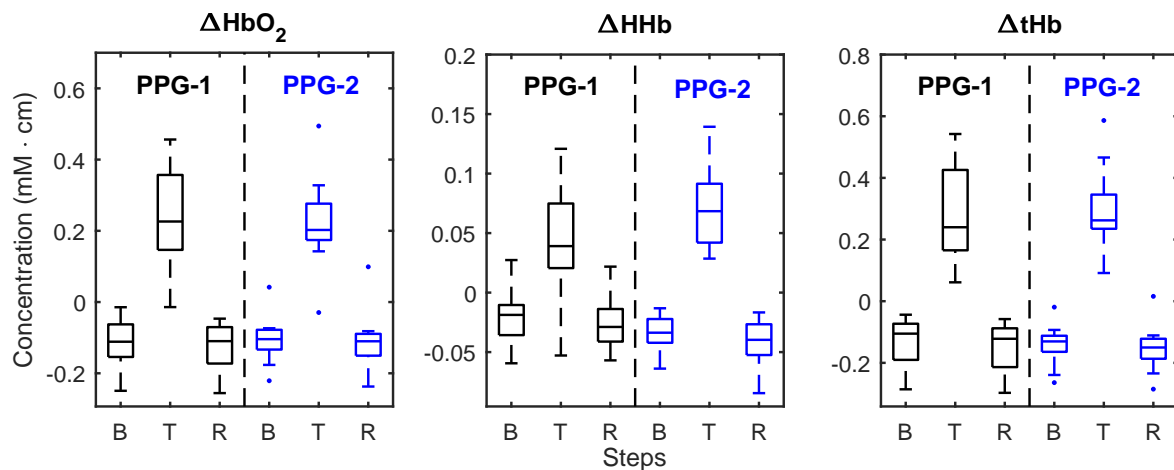 ΔHbO₂
ΔHHb
ΔtHb
Concentration (mM · cm)
0.6
0.4
0.2
0
-0.2
PPG-1
PPG-2
B T R B T R
0.2
0.15
0.1
0.05
0
-0.05
PPG-1
PPG-2
B T R B T R
0.8
0.6
0.4
0.2
0
-0.2
PPG-1
PPG-2
B T R B T R
Steps